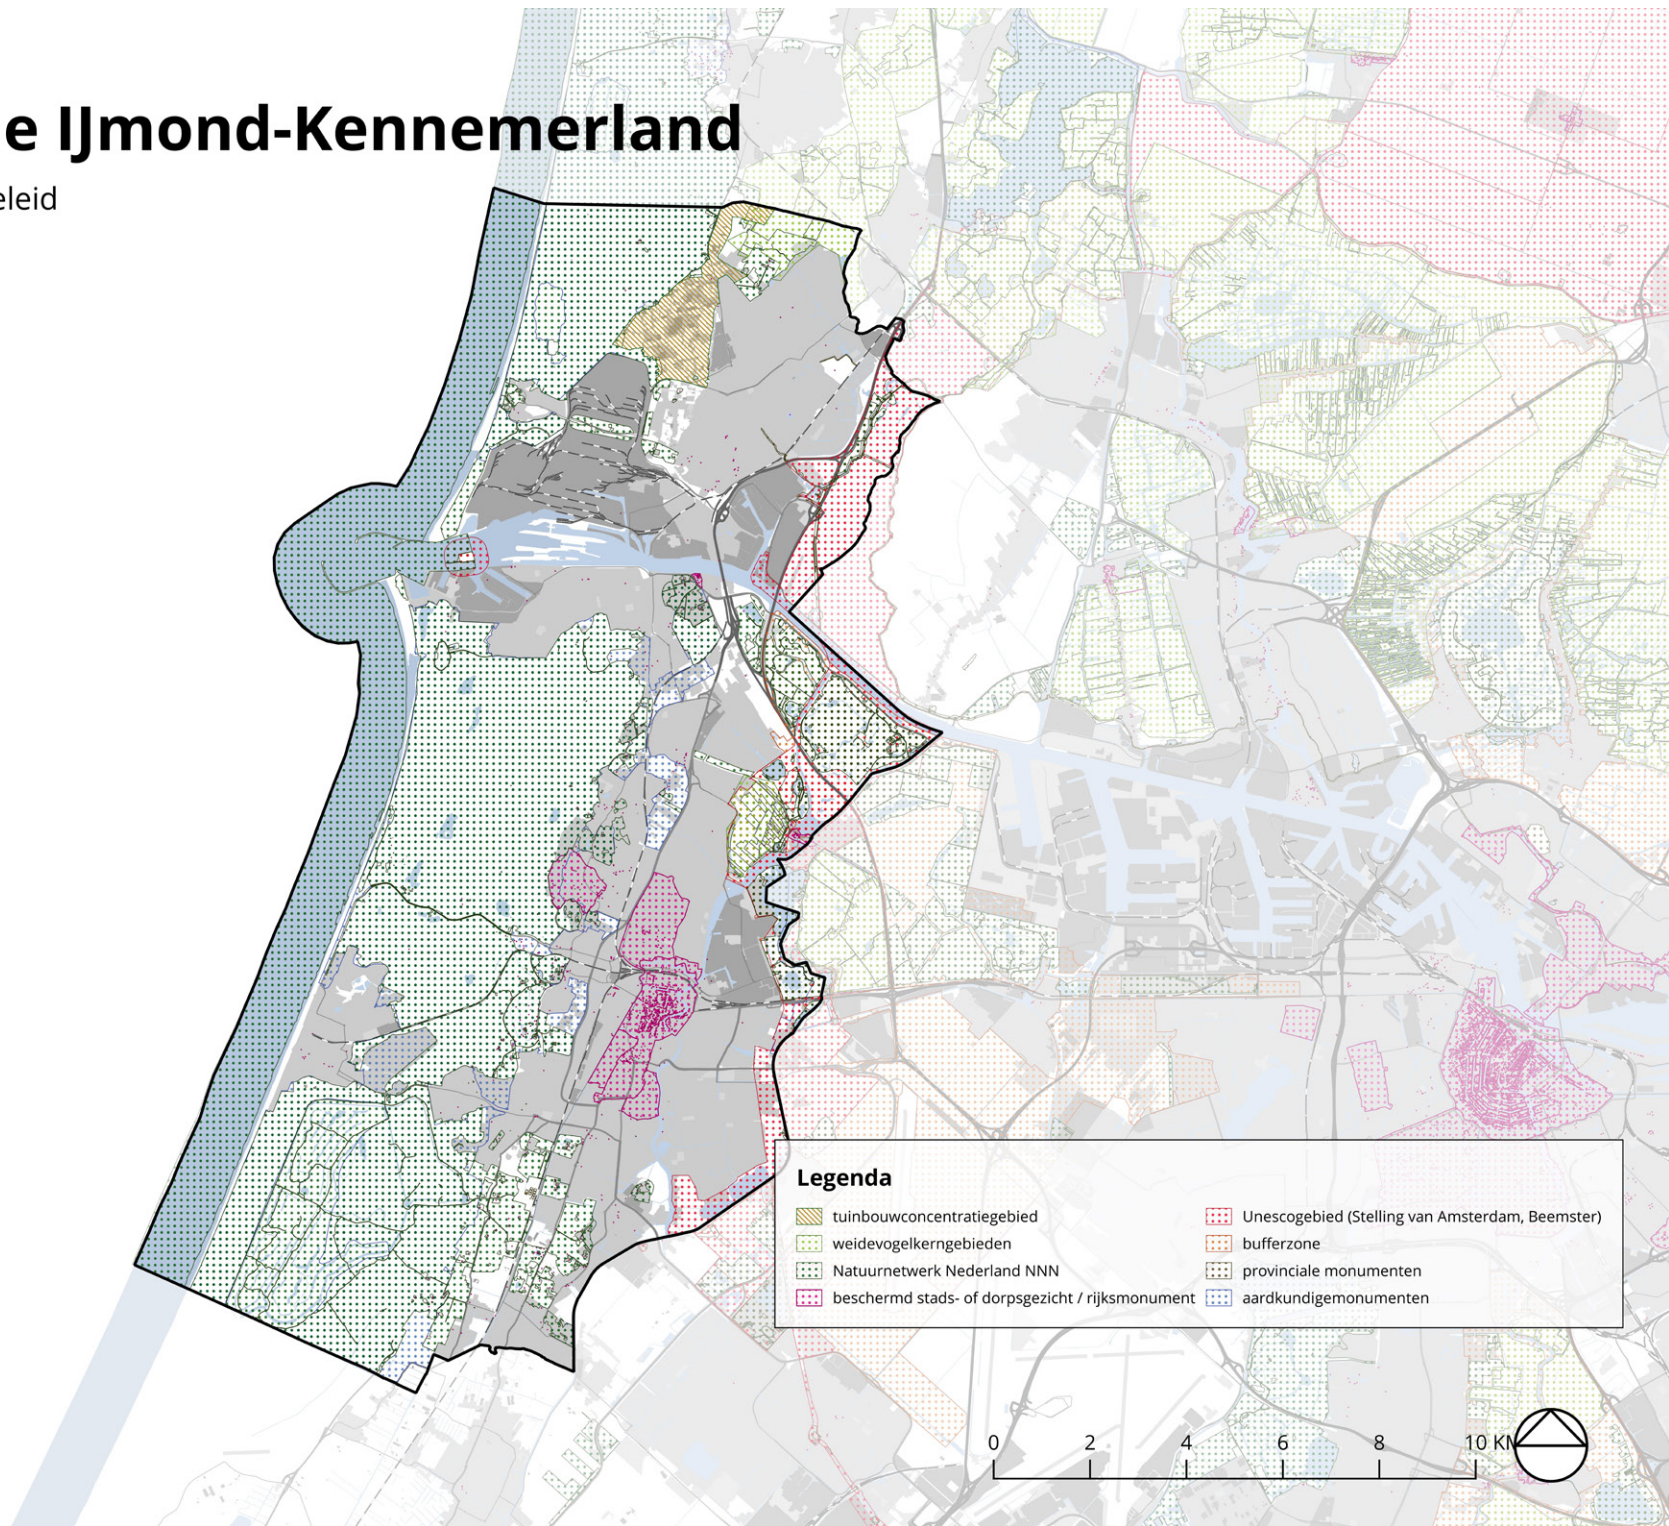 e IJmond-Kennemerland
eleid
Legenda
tuinbouwconcentratiegebied
weidevogelkerngebieden
Natuurnetwerk Nederland NNN
beschermd stads- of dorpsgezicht / rijksmonument
Unescogebied (Stelling van Amsterdam, Beemster)
bufferzone
provinciale monumenten
aardkundigemonumenten
0 2 4 6 8 10 KM